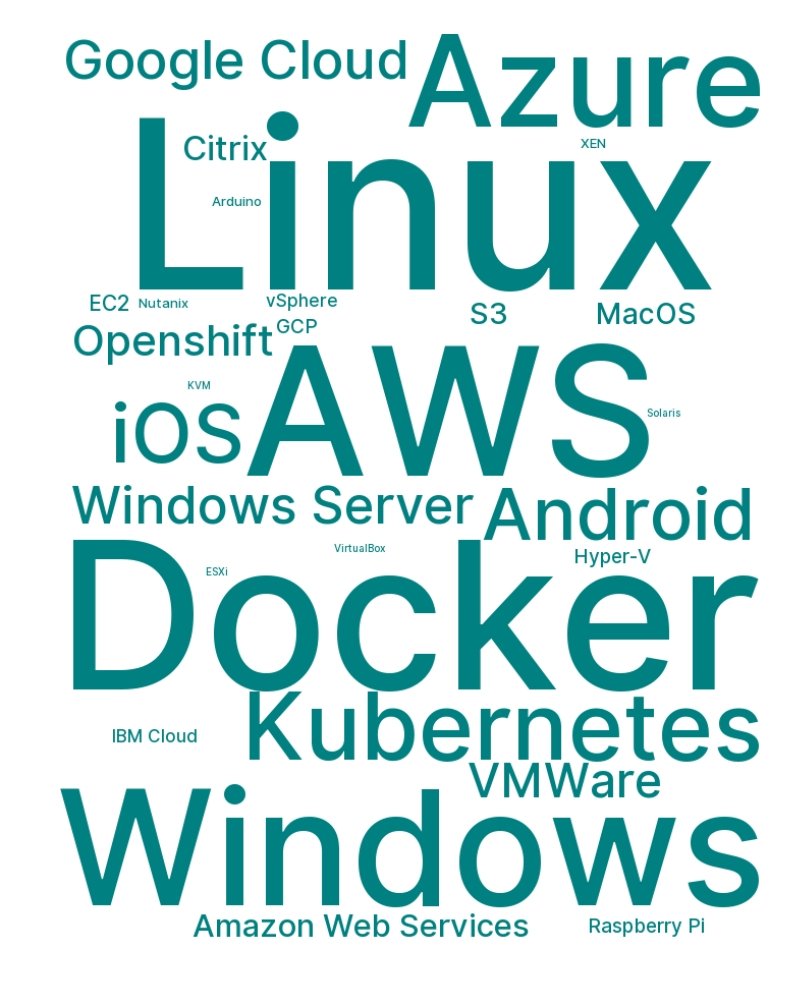 Google Cloud
Azure
Linux
Citrix
XEN
Arduino
EC2
Nutanix
vSphere
S3
MacOS
Openshift
GCP
AWS
KVM
iOS
Solaris
Windows Server
Android
Docker
VirtualBox
Hyper-V
ESXi
Kubernetes
IBM Cloud
VMWare
Windows
Amazon Web Services
Raspberry Pi